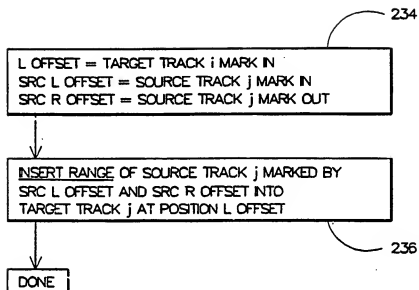 234
L OFFSET = TARGET TRACK i MARK IN
SRC L OFFSET = SOURCE TRACK j MARK IN
SRC R OFFSET = SOURCE TRACK j MARK OUT
INSERT RANGE OF SOURCE TRACK j MARKED BY
SRC L OFFSET AND SRC R OFFSET INTO
TARGET TRACK j AT POSITION L OFFSET
236
DONE